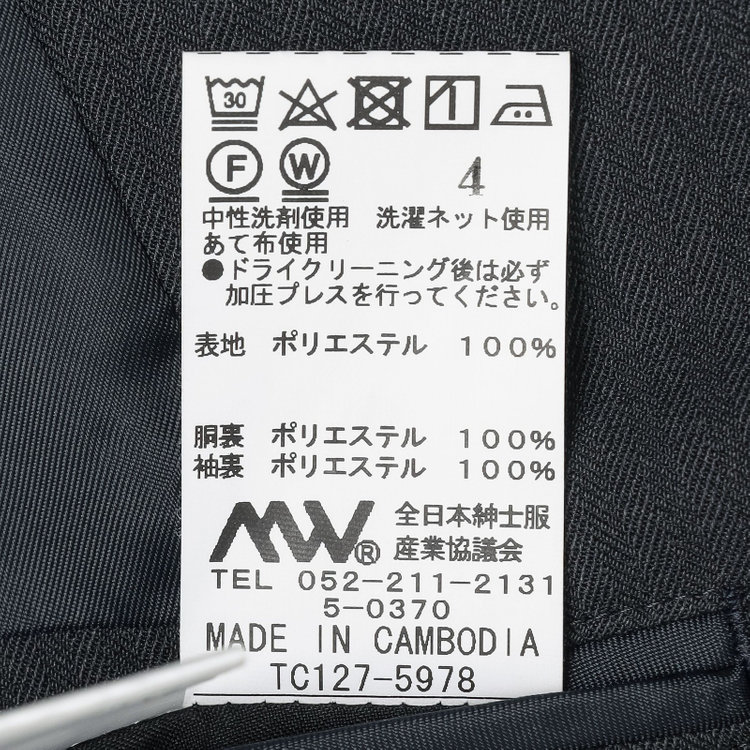 30
F W 4
中性洗剤使用 洗濯ネット使用
あて布使用
●ドライクリーニング後は必ず
加圧プレスを行ってください。
表地 ポリエステル 100%
胴裏 ポリエステル 100%
袖裏 ポリエステル 100%
MW® 全日本紳士服
産業協議会
TEL 052-211-2131
5-0370
MADE IN CAMBODIA
TC127-5978